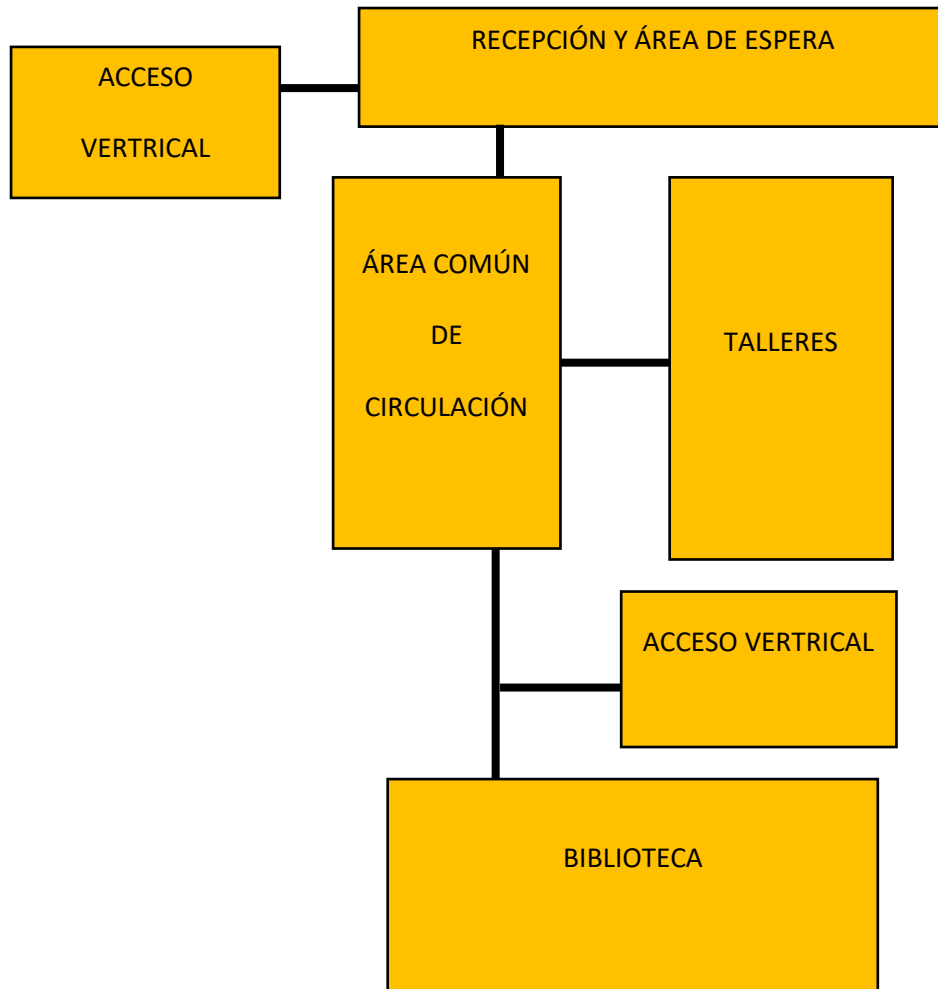 RECEPCIÓN Y ÁREA DE ESPERA
ACCESO
VERTRICAL
ÁREA COMÚN
DE
CIRCULACIÓN
TALLERES
ACCESO VERTRICAL
BIBLIOTECA